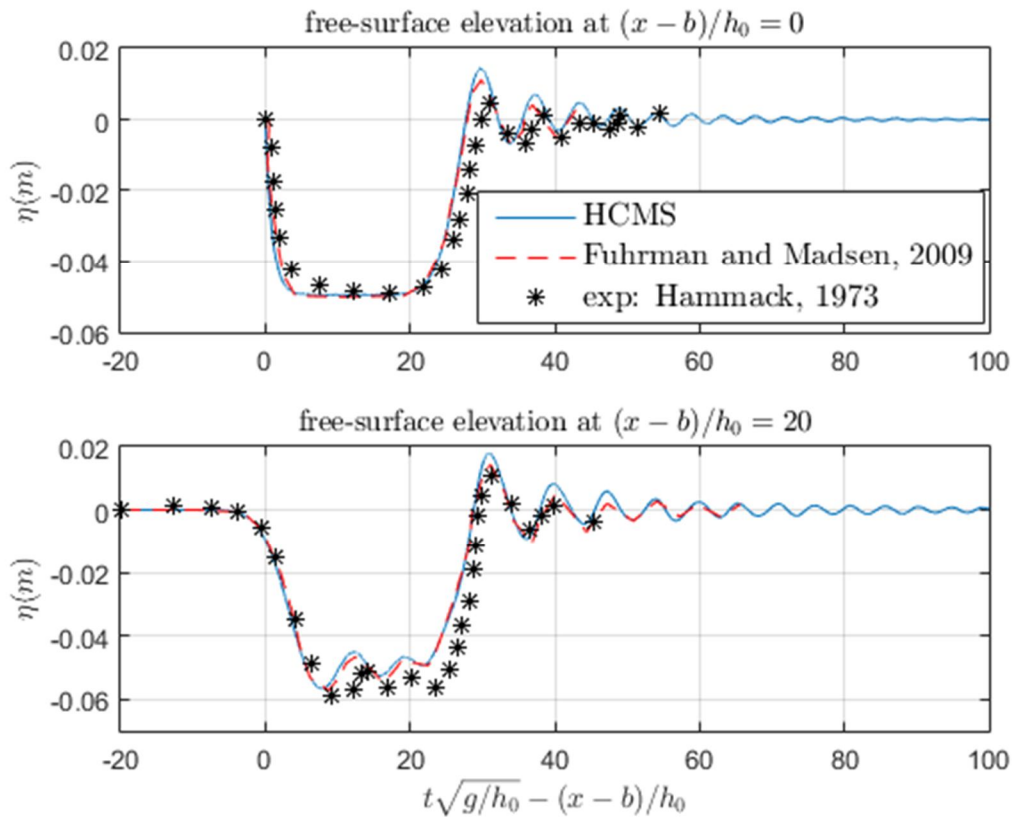 free-surface elevation at (x − b)/h₀ = 0
0.02
0
-0.02
-0.04
-0.06
η(m)
HCMS
Fuhrman and Madsen, 2009
exp: Hammack, 1973
-20 0 20 40 60 80 100
free-surface elevation at (x − b)/h₀ = 20
0.02
0
-0.02
-0.04
-0.06
η(m)
-20 0 20 40 60 80 100
t√g/h₀ − (x − b)/h₀